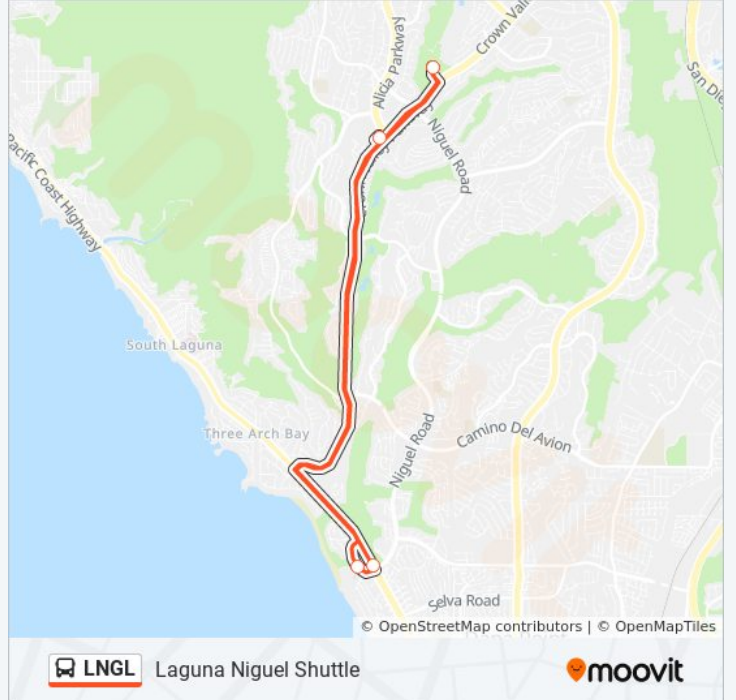 Crown Vall
Alicia Parkway
San Die
Niguel Road
Pacific Coast Highway
South Laguna
Three Arch Bay
Niguel Road
Camino Del Avion
Selva Road
© OpenStreetMap contributors | © OpenMapTiles
LNGL Laguna Niguel Shuttle
moovit